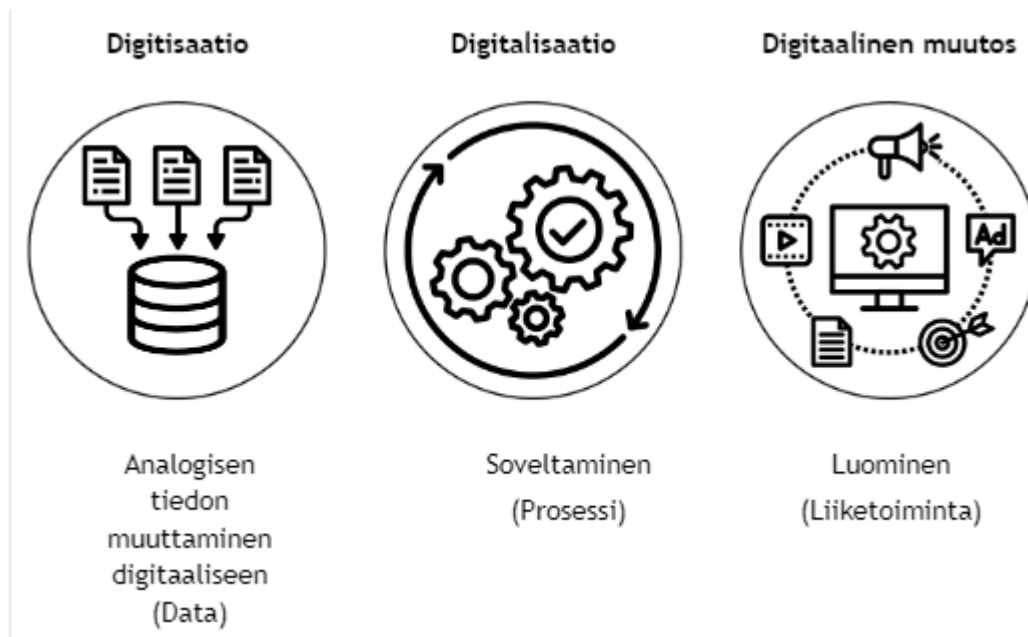 Digitisaatio
Digitalisaatio
Digitaalinen muutos
Ad
Analogisen
tiedon
muuttaminen
digitaaliseen
(Data)
Soveltaminen
(Prosessi)
Luominen
(Liiketoiminta)